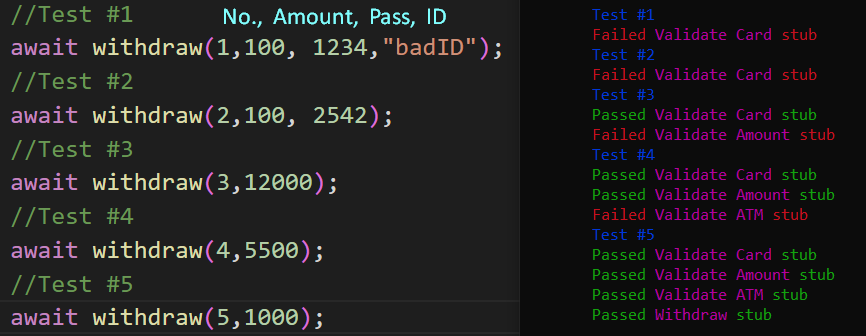 //Test #1 No., Amount, Pass, ID
await withdraw(1,100, 1234,"badID");
//Test #2
await withdraw(2,100, 2542);
//Test #3
await withdraw(3,12000);
//Test #4
await withdraw(4,5500);
//Test #5
await withdraw(5,1000);
Test #1
Failed Validate Card stub
Test #2
Failed Validate Card stub
Test #3
Passed Validate Card stub
Failed Validate Amount stub
Test #4
Passed Validate Card stub
Passed Validate Amount stub
Failed Validate ATM stub
Test #5
Passed Validate Card stub
Passed Validate Amount stub
Passed Validate ATM stub
Passed Withdraw stub